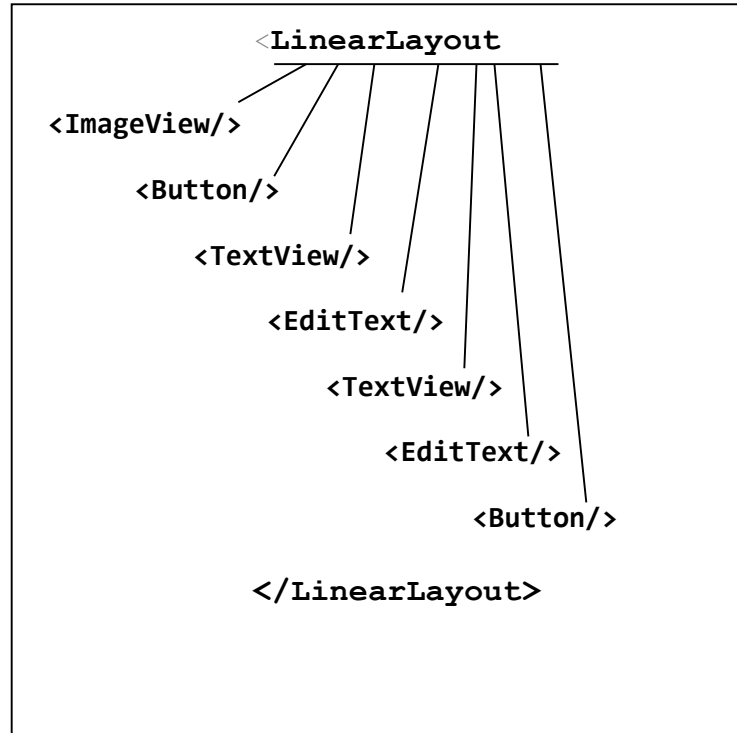 <LinearLayout
<ImageView/>
<Button/>
<TextView/>
<EditText/>
<TextView/>
<EditText/>
<Button/>
</LinearLayout>